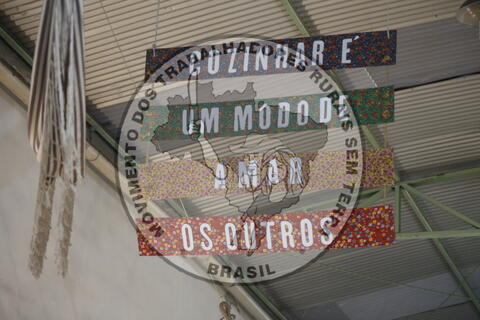 COZINHAR É
UM MODO DE
AMAR
OS OUTROS
MOVIMENTO DOS TRABALHADORES RURAIS SEM TERRA
BRASIL